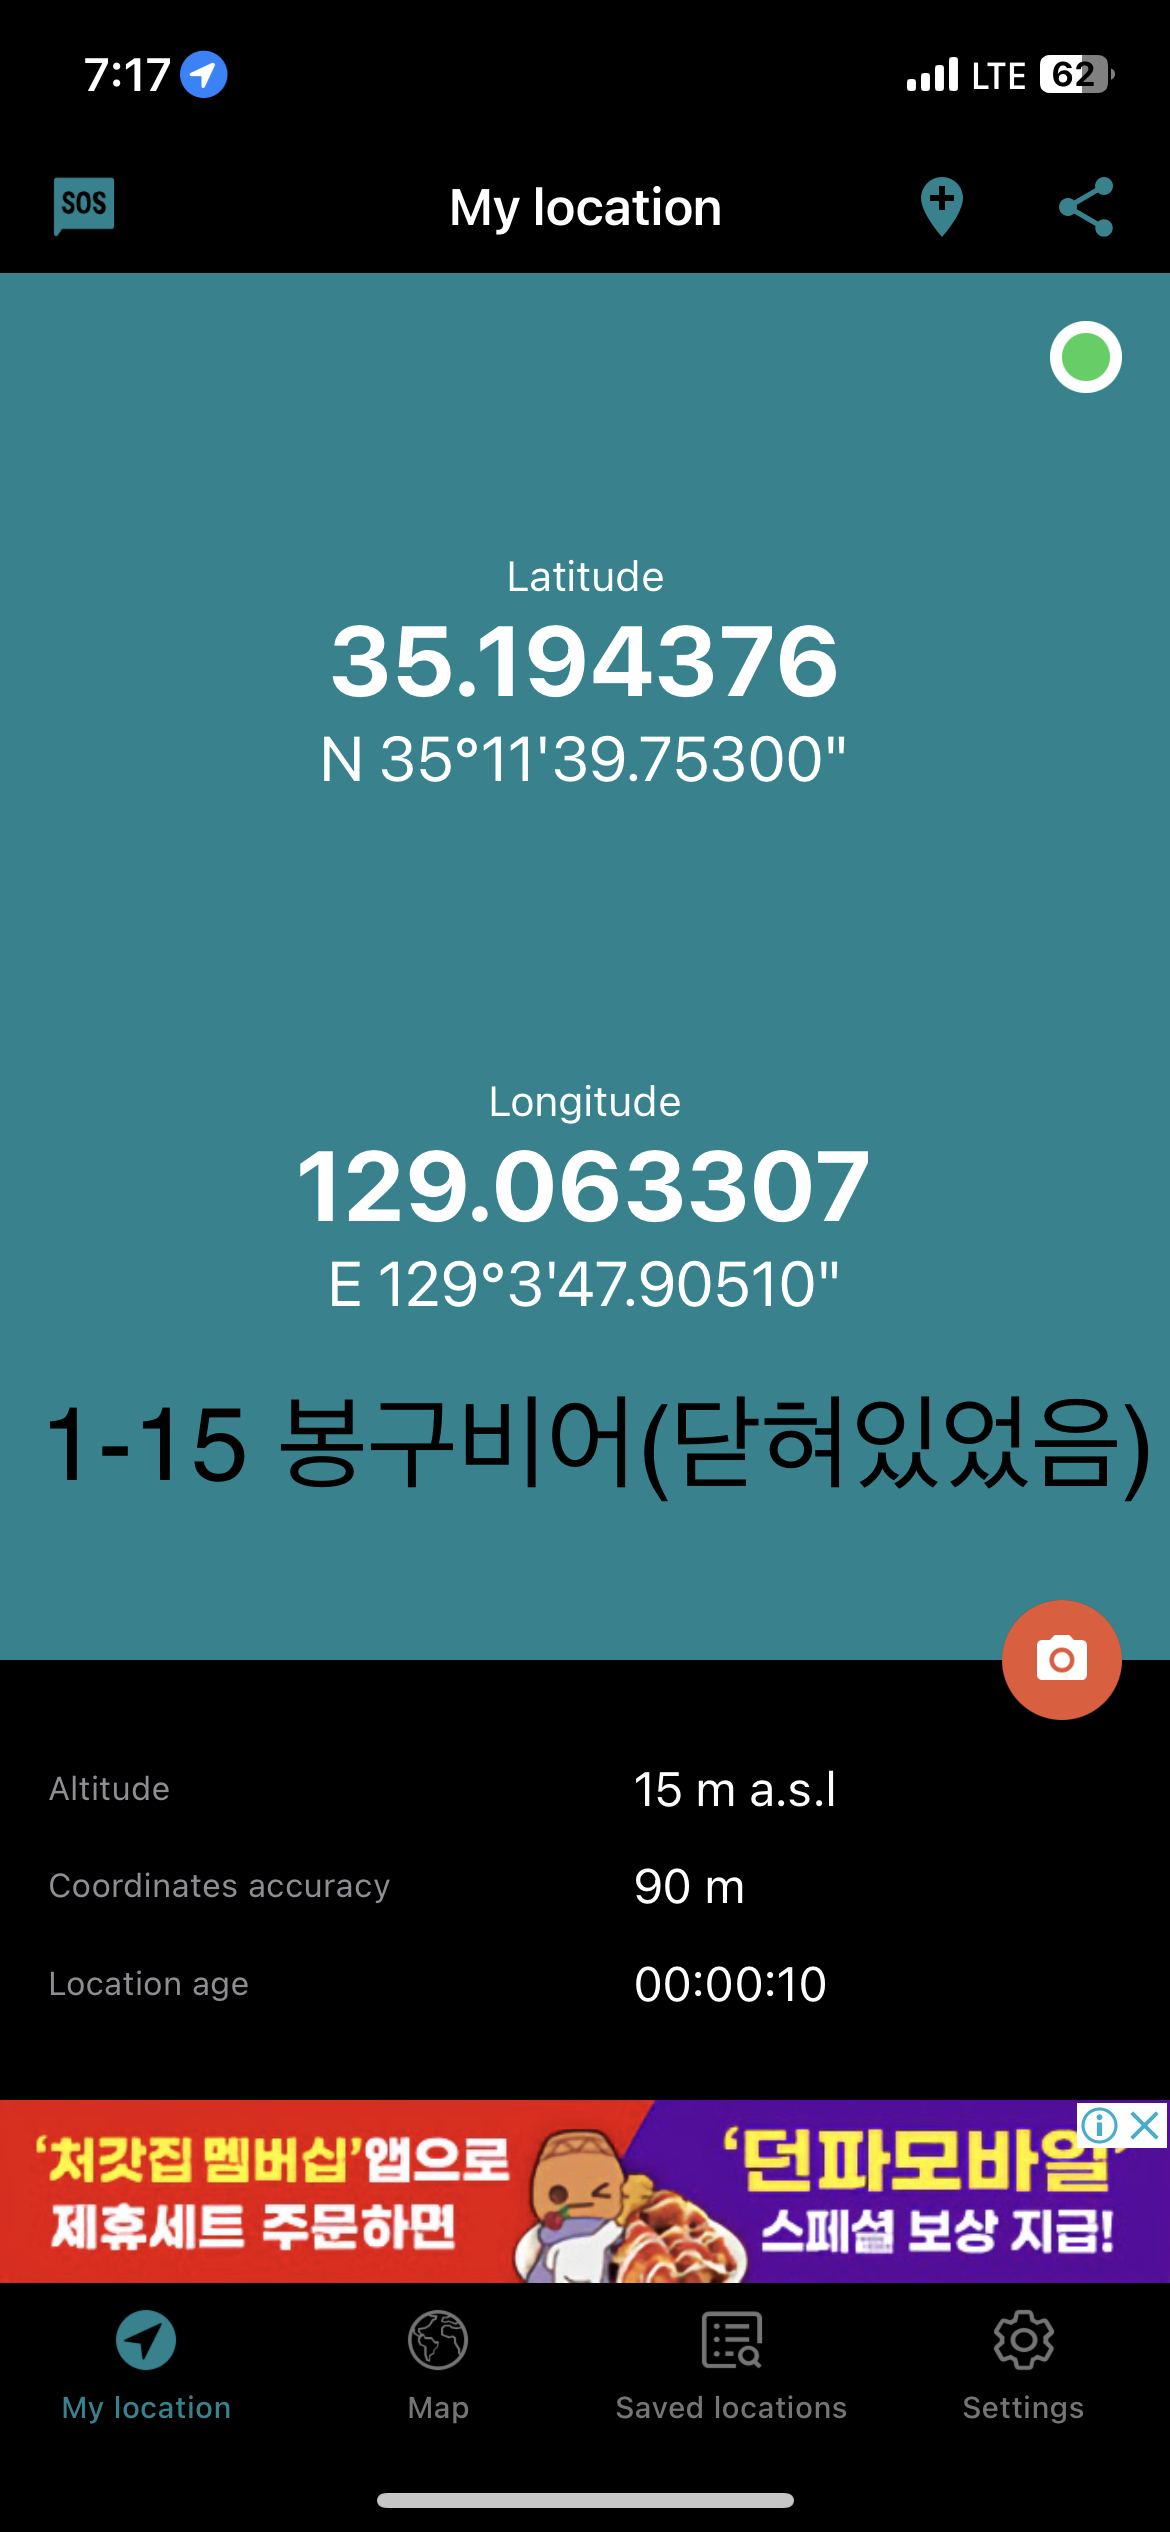 7:17
LTE 62
SOS
My location
Latitude
35.194376
N 35°11'39.75300"
Longitude
129.063307
E 129°3'47.90510"
1-15 봉구비어(닫혀있었음)
Altitude 15 m a.s.l
Coordinates accuracy 90 m
Location age 00:00:10
‘처갓집 멤버십’앱으로
제휴세트 주문하면
‘던파모바일’
스페셜 보상 지급!
My location
Map
Saved locations
Settings